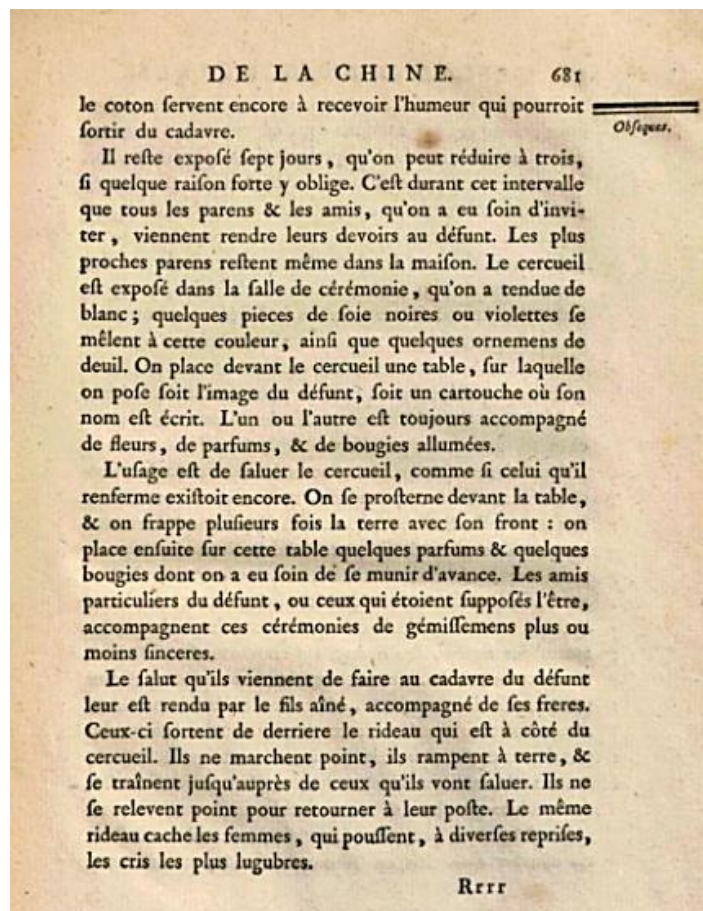 DE LA CHINE. 681
le coton ſervent encore à recevoir l'humeur qui pourroit
Obſeques.
ſortir du cadavre.
Il reſte expoſé ſept jours, qu'on peut réduire à trois,
ſi quelque raiſon forte y oblige. C'eſt durant cet intervalle
que tous les parens & les amis, qu'on a eu ſoin d'invi-
ter, viennent rendre leurs devoirs au défunt. Les plus
proches parens reſtent même dans la maiſon. Le cercueil
eſt expoſé dans la ſalle de cérémonie, qu'on a tendue de
blanc; quelques pieces de ſoie noires ou violettes ſe
mêlent à cette couleur, ainſi que quelques ornemens de
deuil. On place devant le cercueil une table, ſur laquelle
on poſe ſoit l'image du défunt, ſoit un cartouche où ſon
nom eſt écrit. L'un ou l'autre eſt toujours accompagné
de fleurs, de parfums, & de bougies allumées.
L'uſage eſt de ſaluer le cercueil, comme ſi celui qu'il
renferme exiſtoit encore. On ſe proſterne devant la table,
& on frappe pluſieurs fois la terre avec ſon front : on
place enſuite ſur cette table quelques parfums & quelques
bougies dont on a eu ſoin de ſe munir d'avance. Les amis
particuliers du défunt, ou ceux qui étoient ſuppoſés l'être,
accompagnent ces cérémonies de gémiſſemens plus ou
moins ſinceres.
Le ſalut qu'ils viennent de faire au cadavre du défunt
leur eſt rendu par le fils aîné, accompagné de ſes freres.
Ceux-ci ſortent de derriere le rideau qui eſt à côté du
cercueil. Ils ne marchent point, ils rampent à terre, &
ſe traînent juſqu'auprès de ceux qu'ils vont ſaluer. Ils ne
ſe relevent point pour retourner à leur poſte. Le même
rideau cache les femmes, qui pouſſent, à diverſes repriſes,
les cris les plus lugubres.
Rrrr